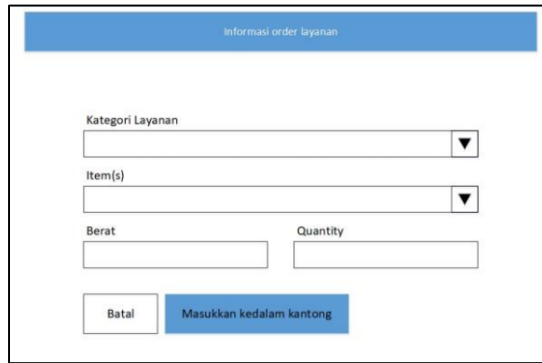 Informasi order layanan
Kategori Layanan
Item(s)
Berat
Quantity
Batal
Masukkan kedalam kantong